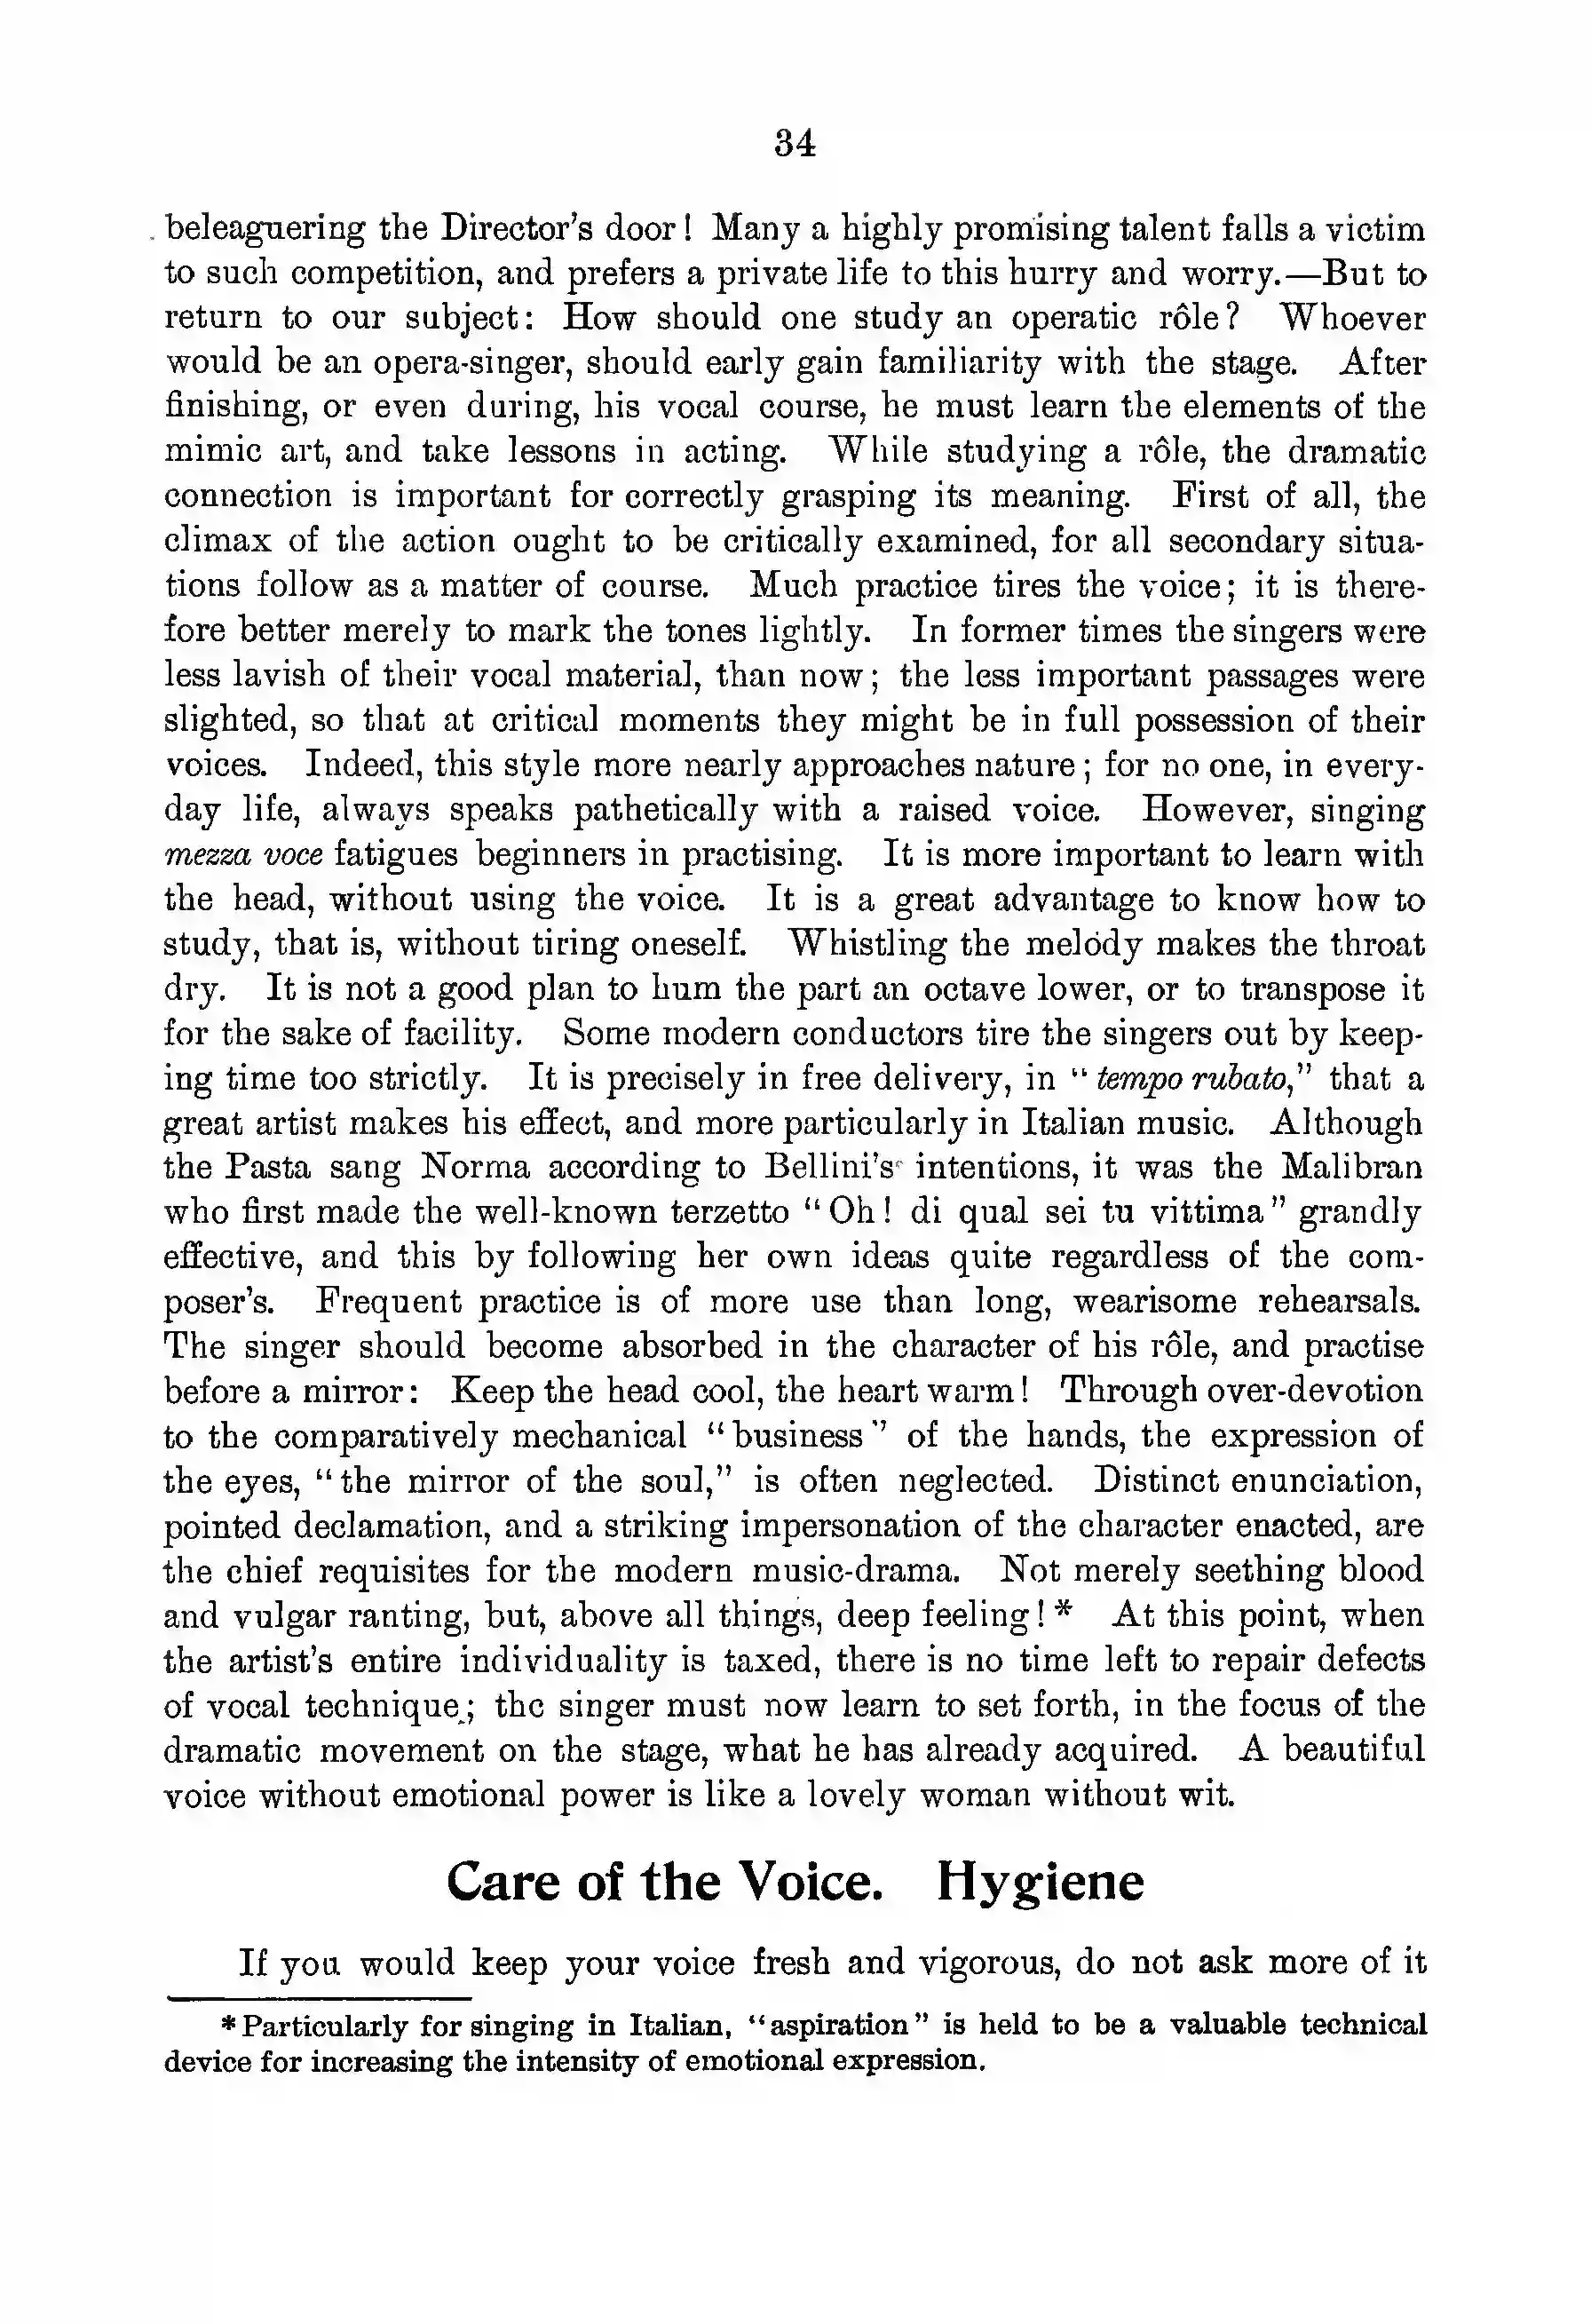 34
beleaguering the Director's door! Many a highly promising talent falls a victim
to such competition, and prefers a private life to this hurry and worry.—But to
return to our subject: How should one study an operatic rôle? Whoever
would be an opera-singer, should early gain familiarity with the stage. After
finishing, or even during, his vocal course, he must learn the elements of the
mimic art, and take lessons in acting. While studying a rôle, the dramatic
connection is important for correctly grasping its meaning. First of all, the
climax of the action ought to be critically examined, for all secondary situa-
tions follow as a matter of course. Much practice tires the voice; it is there-
fore better merely to mark the tones lightly. In former times the singers were
less lavish of their vocal material, than now; the less important passages were
slighted, so that at critical moments they might be in full possession of their
voices. Indeed, this style more nearly approaches nature; for no one, in every-
day life, always speaks pathetically with a raised voice. However, singing
mezza voce fatigues beginners in practising. It is more important to learn with
the head, without using the voice. It is a great advantage to know how to
study, that is, without tiring oneself. Whistling the melody makes the throat
dry. It is not a good plan to hum the part an octave lower, or to transpose it
for the sake of facility. Some modern conductors tire the singers out by keep-
ing time too strictly. It is precisely in free delivery, in "tempo rubato," that a
great artist makes his effect, and more particularly in Italian music. Although
the Pasta sang Norma according to Bellini's intentions, it was the Malibran
who first made the well-known terzetto "Oh! di qual sei tu vittima" grandly
effective, and this by following her own ideas quite regardless of the com-
poser's. Frequent practice is of more use than long, wearisome rehearsals.
The singer should become absorbed in the character of his rôle, and practise
before a mirror: Keep the head cool, the heart warm! Through over-devotion
to the comparatively mechanical "business" of the hands, the expression of
the eyes, "the mirror of the soul," is often neglected. Distinct enunciation,
pointed declamation, and a striking impersonation of the character enacted, are
the chief requisites for the modern music-drama. Not merely seething blood
and vulgar ranting, but, above all things, deep feeling!* At this point, when
the artist's entire individuality is taxed, there is no time left to repair defects
of vocal technique; the singer must now learn to set forth, in the focus of the
dramatic movement on the stage, what he has already acquired. A beautiful
voice without emotional power is like a lovely woman without wit.
Care of the Voice. Hygiene
If you would keep your voice fresh and vigorous, do not ask more of it
*Particularly for singing in Italian, "aspiration" is held to be a valuable technical
device for increasing the intensity of emotional expression.